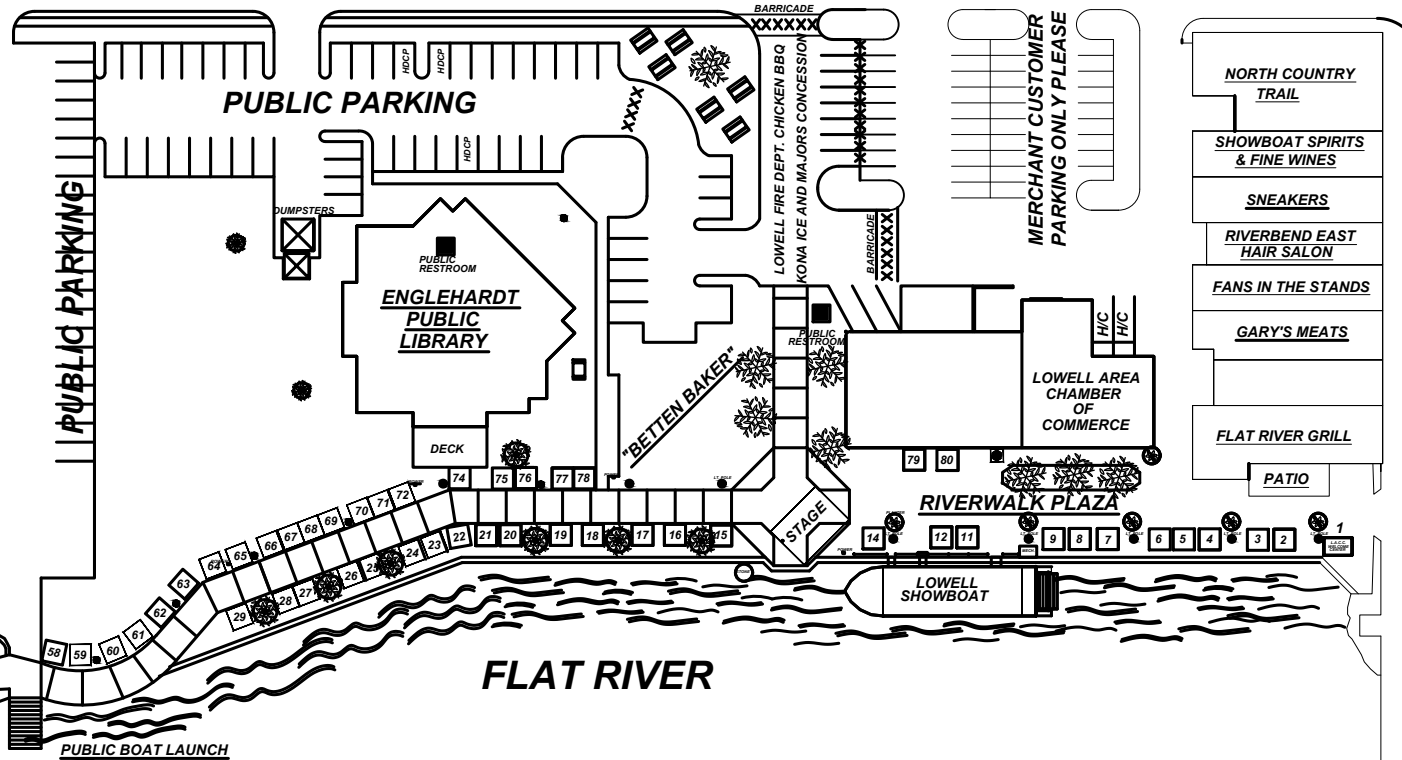 BARRICADE
HDCP
HDCP
PUBLIC PARKING
HDCP
PUBLIC PARKING
DUMPSTERS
PUBLIC
RESTROOM
ENGLEHARDT
PUBLIC
LIBRARY
DECK
LOWELL FIRE DEPT. CHICKEN BBQ
KONA ICE AND MAJORS CONCESSION
BARRICADE
MERCHANT CUSTOMER
PARKING ONLY PLEASE
NORTH COUNTRY
TRAIL
SHOWBOAT SPIRITS
& FINE WINES
SNEAKERS
RIVERBEND EAST
HAIR SALON
FANS IN THE STANDS
GARY'S MEATS
FLAT RIVER GRILL
PATIO
PUBLIC
RESTROOM
H/C
H/C
LOWELL AREA
CHAMBER
OF
COMMERCE
"BETTEN BAKER"
79
80
RIVERWALK PLAZA
STAGE
74
75
76
77
78
72
71
70
69
68
67
66
65
64
63
62
61
60
59
58
29
28
27
26
25
24
23
22
21
20
19
18
17
16
15
14
12
11
9
8
7
6
5
4
3
2
1
LT. POLE
LOWELL
SHOWBOAT
FLAT RIVER
PUBLIC BOAT LAUNCH